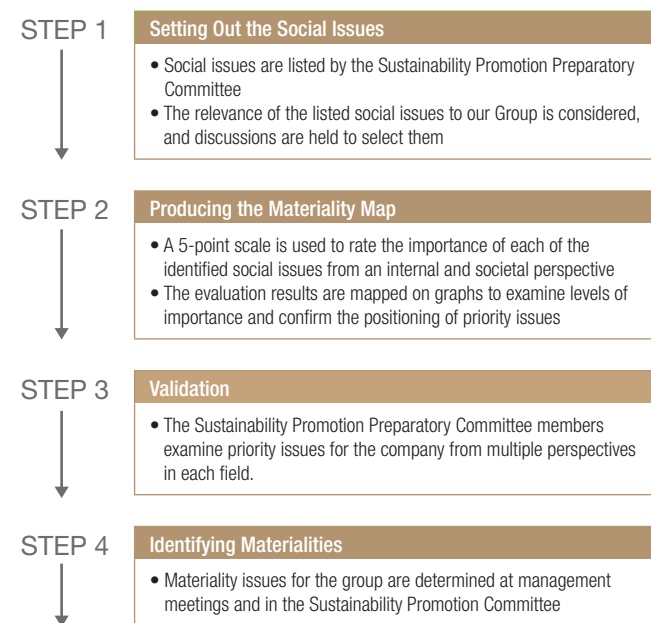 STEP 1
Setting Out the Social Issues
• Social issues are listed by the Sustainability Promotion Preparatory
Committee
• The relevance of the listed social issues to our Group is considered,
and discussions are held to select them
STEP 2
Producing the Materiality Map
• A 5-point scale is used to rate the importance of each of the
identified social issues from an internal and societal perspective
• The evaluation results are mapped on graphs to examine levels of
importance and confirm the positioning of priority issues
STEP 3
Validation
• The Sustainability Promotion Preparatory Committee members
examine priority issues for the company from multiple perspectives
in each field.
STEP 4
Identifying Materialities
• Materiality issues for the group are determined at management
meetings and in the Sustainability Promotion Committee